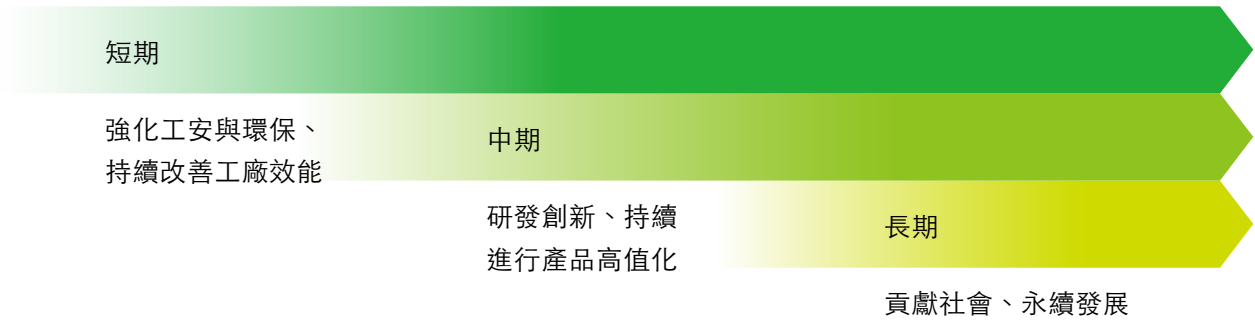 短期
強化工安與環保、
持續改善工廠效能
中期
研發創新、持續
進行產品高值化
長期
貢獻社會、永續發展